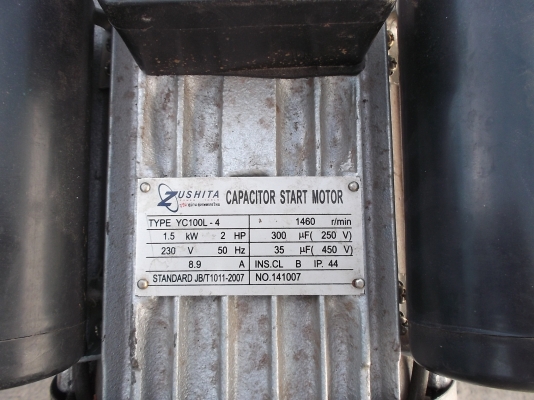 ZUSHITA CAPACITOR START MOTOR
TYPE YC100L - 4 1460 r/min
1.5 kW 2 HP 300 µF( 250 V)
230 V 50 Hz 35 µF( 450 V)
8.9 A INS.CL B IP. 44
STANDARD JB/T1011-2007 NO.141007